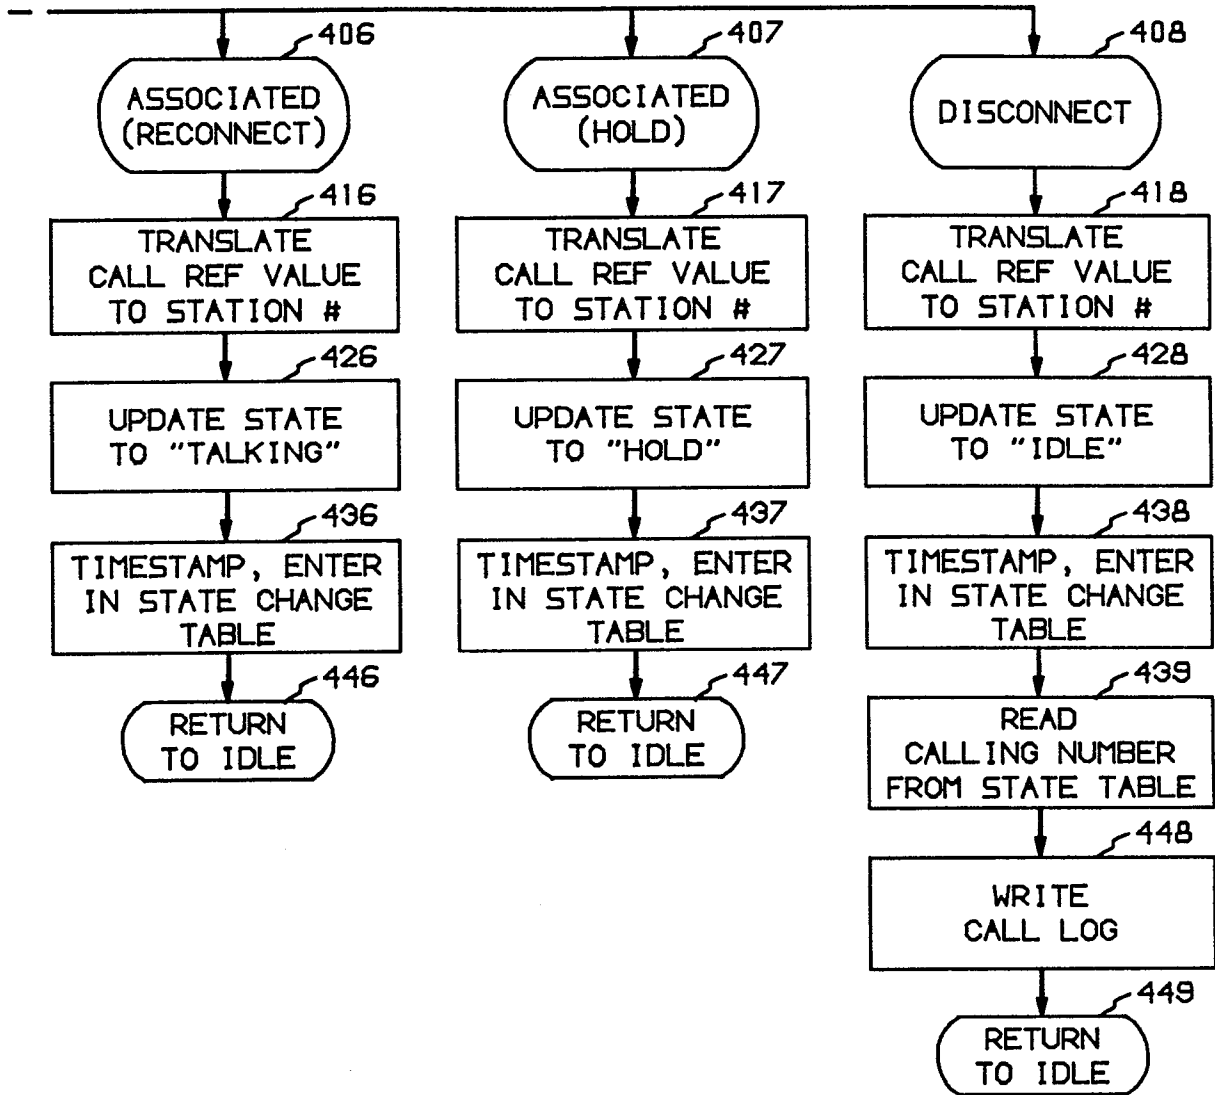 406
ASSOCIATED
(RECONNECT)
416
TRANSLATE
CALL REF VALUE
TO STATION #
426
UPDATE STATE
TO "TALKING"
436
TIMESTAMP, ENTER
IN STATE CHANGE
TABLE
446
RETURN
TO IDLE
407
ASSOCIATED
(HOLD)
417
TRANSLATE
CALL REF VALUE
TO STATION #
427
UPDATE STATE
TO "HOLD"
437
TIMESTAMP, ENTER
IN STATE CHANGE
TABLE
447
RETURN
TO IDLE
408
DISCONNECT
418
TRANSLATE
CALL REF VALUE
TO STATION #
428
UPDATE STATE
TO "IDLE"
438
TIMESTAMP, ENTER
IN STATE CHANGE
TABLE
439
READ
CALLING NUMBER
FROM STATE TABLE
448
WRITE
CALL LOG
449
RETURN
TO IDLE